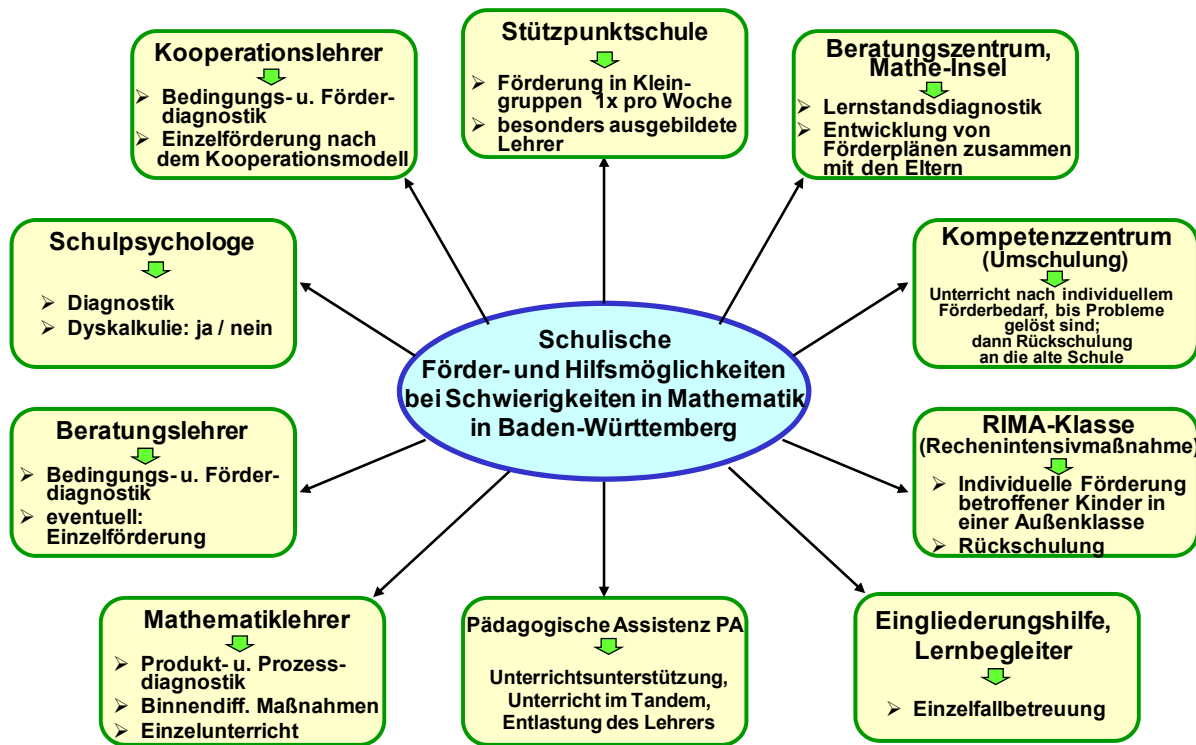 Kooperationslehrer
➢ Bedingungs- u. Förder-
diagnostik
➢ Einzelförderung nach
dem Kooperationsmodell
Stützpunktschule
➢ Förderung in Klein-
gruppen 1x pro Woche
➢ besonders ausgebildete
Lehrer
Beratungszentrum,
Mathe-Insel
➢ Lernstandsdiagnostik
➢ Entwicklung von
Förderplänen zusammen
mit den Eltern
Schulpsychologe
➢ Diagnostik
➢ Dyskalkulie: ja / nein
Schulische
Förder- und Hilfsmöglichkeiten
bei Schwierigkeiten in Mathematik
in Baden-Württemberg
Kompetenzzentrum
(Umschulung)
Unterricht nach individuellem
Förderbedarf, bis Probleme
gelöst sind;
dann Rückschulung
an die alte Schule
Beratungslehrer
➢ Bedingungs- u. Förder-
diagnostik
➢ eventuell:
Einzelförderung
RIMA-Klasse
(Rechenintensivmaßnahme)
➢ Individuelle Förderung
betroffener Kinder in
einer Außenklasse
➢ Rückschulung
Mathematiklehrer
➢ Produkt- u. Prozess-
diagnostik
➢ Binnendiff. Maßnahmen
➢ Einzelunterricht
Pädagogische Assistenz PA
Unterrichtsunterstützung,
Unterricht im Tandem,
Entlastung des Lehrers
Eingliederungshilfe,
Lernbegleiter
➢ Einzelfallbetreuung